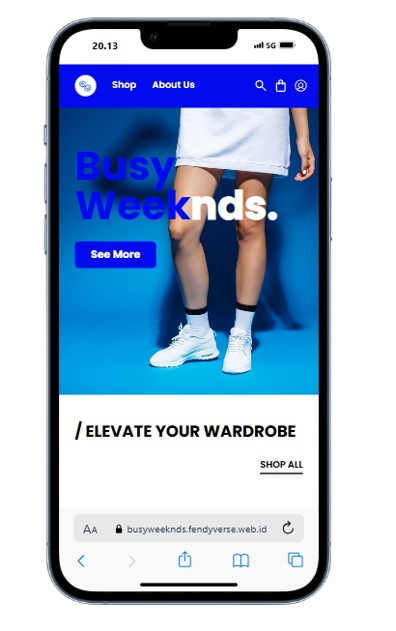 20.13
5G
Shop About Us
Busy
Weeknds.
See More
/ ELEVATE YOUR WARDROBE
SHOP ALL
AA busyweeknds.fendyverse.web.id